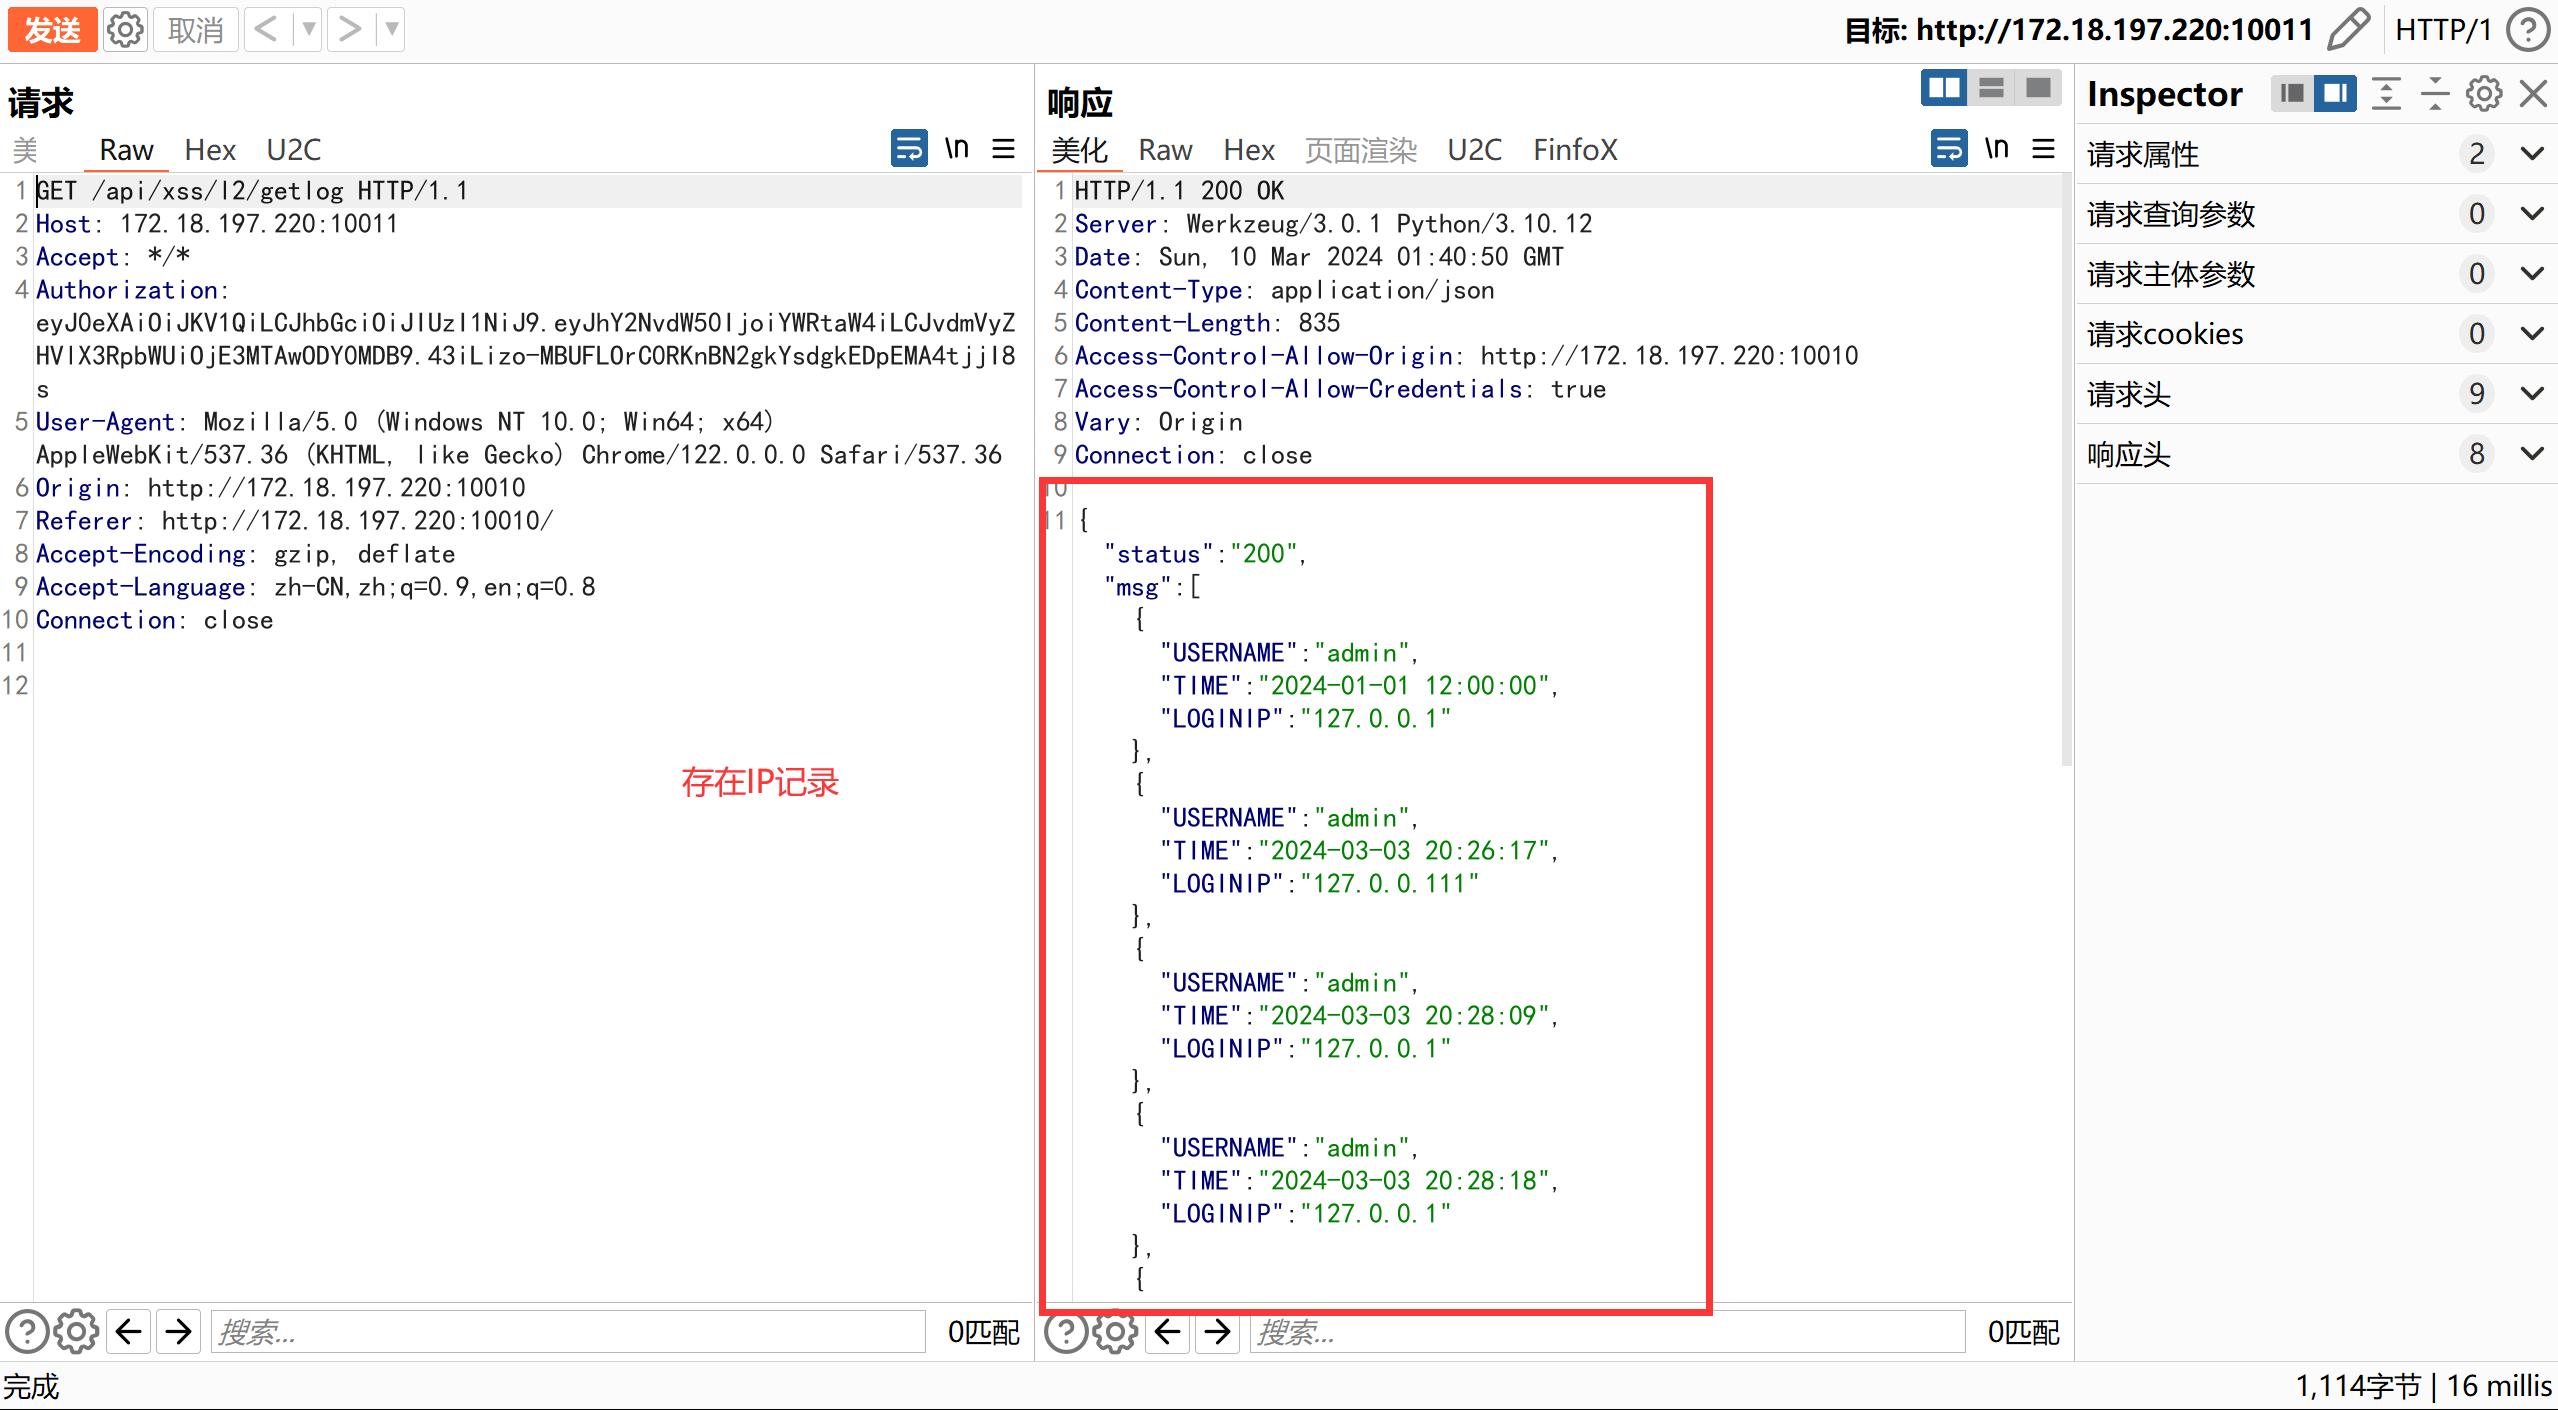 发送
取消
目标: http://172.18.197.220:10011
HTTP/1
请求
美
Raw
Hex
U2C
\n
1 GET /api/xss/l2/getlog HTTP/1.1
2 Host: 172.18.197.220:10011
3 Accept: */*
4 Authorization:
eyJ0eXAiOiJKV1QiLCJhbGciOiJIUzI1NiJ9.eyJhY2NvdW50IjoiYWRtaW4iLCJvdmVyZ
HVlX3RpbWUiOjE3MTAwODY0MDB9.43iLizo-MBUFLOrCORKnBN2gkYsdgkEDpEMA4tjjI8
s
5 User-Agent: Mozilla/5.0 (Windows NT 10.0; Win64; x64)
AppleWebKit/537.36 (KHTML, like Gecko) Chrome/122.0.0.0 Safari/537.36
6 Origin: http://172.18.197.220:10010
7 Referer: http://172.18.197.220:10010/
8 Accept-Encoding: gzip, deflate
9 Accept-Language: zh-CN,zh;q=0.9,en;q=0.8
10 Connection: close
11
12
存在IP记录
搜索...
0匹配
响应
美化
Raw
Hex
页面渲染
U2C
FinfoX
\n
1 HTTP/1.1 200 OK
2 Server: Werkzeug/3.0.1 Python/3.10.12
3 Date: Sun, 10 Mar 2024 01:40:50 GMT
4 Content-Type: application/json
5 Content-Length: 835
6 Access-Control-Allow-Origin: http://172.18.197.220:10010
7 Access-Control-Allow-Credentials: true
8 Vary: Origin
9 Connection: close
10
11 {
"status":"200",
"msg":[
{
"USERNAME":"admin",
"TIME":"2024-01-01 12:00:00",
"LOGINIP":"127.0.0.1"
},
{
"USERNAME":"admin",
"TIME":"2024-03-03 20:26:17",
"LOGINIP":"127.0.0.111"
},
{
"USERNAME":"admin",
"TIME":"2024-03-03 20:28:09",
"LOGINIP":"127.0.0.1"
},
{
"USERNAME":"admin",
"TIME":"2024-03-03 20:28:18",
"LOGINIP":"127.0.0.1"
},
{
搜索...
0匹配
Inspector
请求属性 2
请求查询参数 0
请求主体参数 0
请求cookies 0
请求头 9
响应头 8
完成
1,114字节 | 16 millis